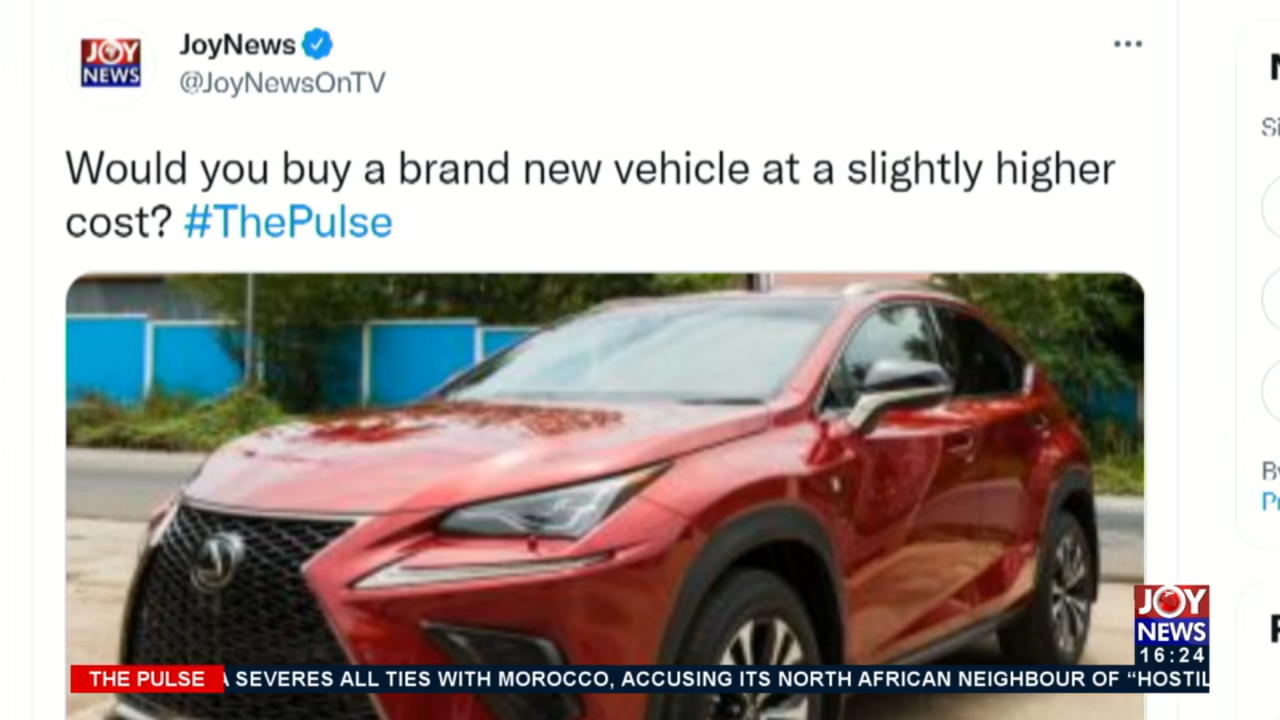 JOY
NEWS
JoyNews
@JoyNewsOnTV
Would you buy a brand new vehicle at a slightly higher
cost? #ThePulse
JOY
NEWS
16:24
THE PULSE
SEVERES ALL TIES WITH MOROCCO, ACCUSING ITS NORTH AFRICAN NEIGHBOUR OF “HOSTIL